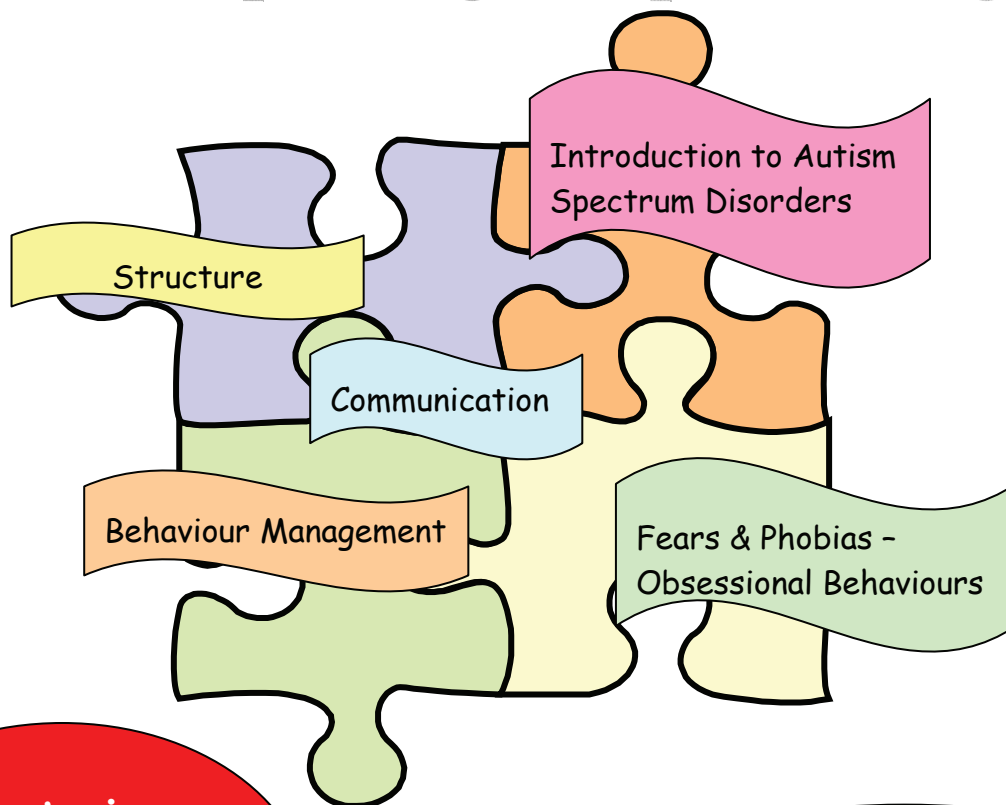 Introduction to Autism
Spectrum Disorders
Structure
Communication
Behaviour Management
Fears & Phobias –
Obsessional Behaviours